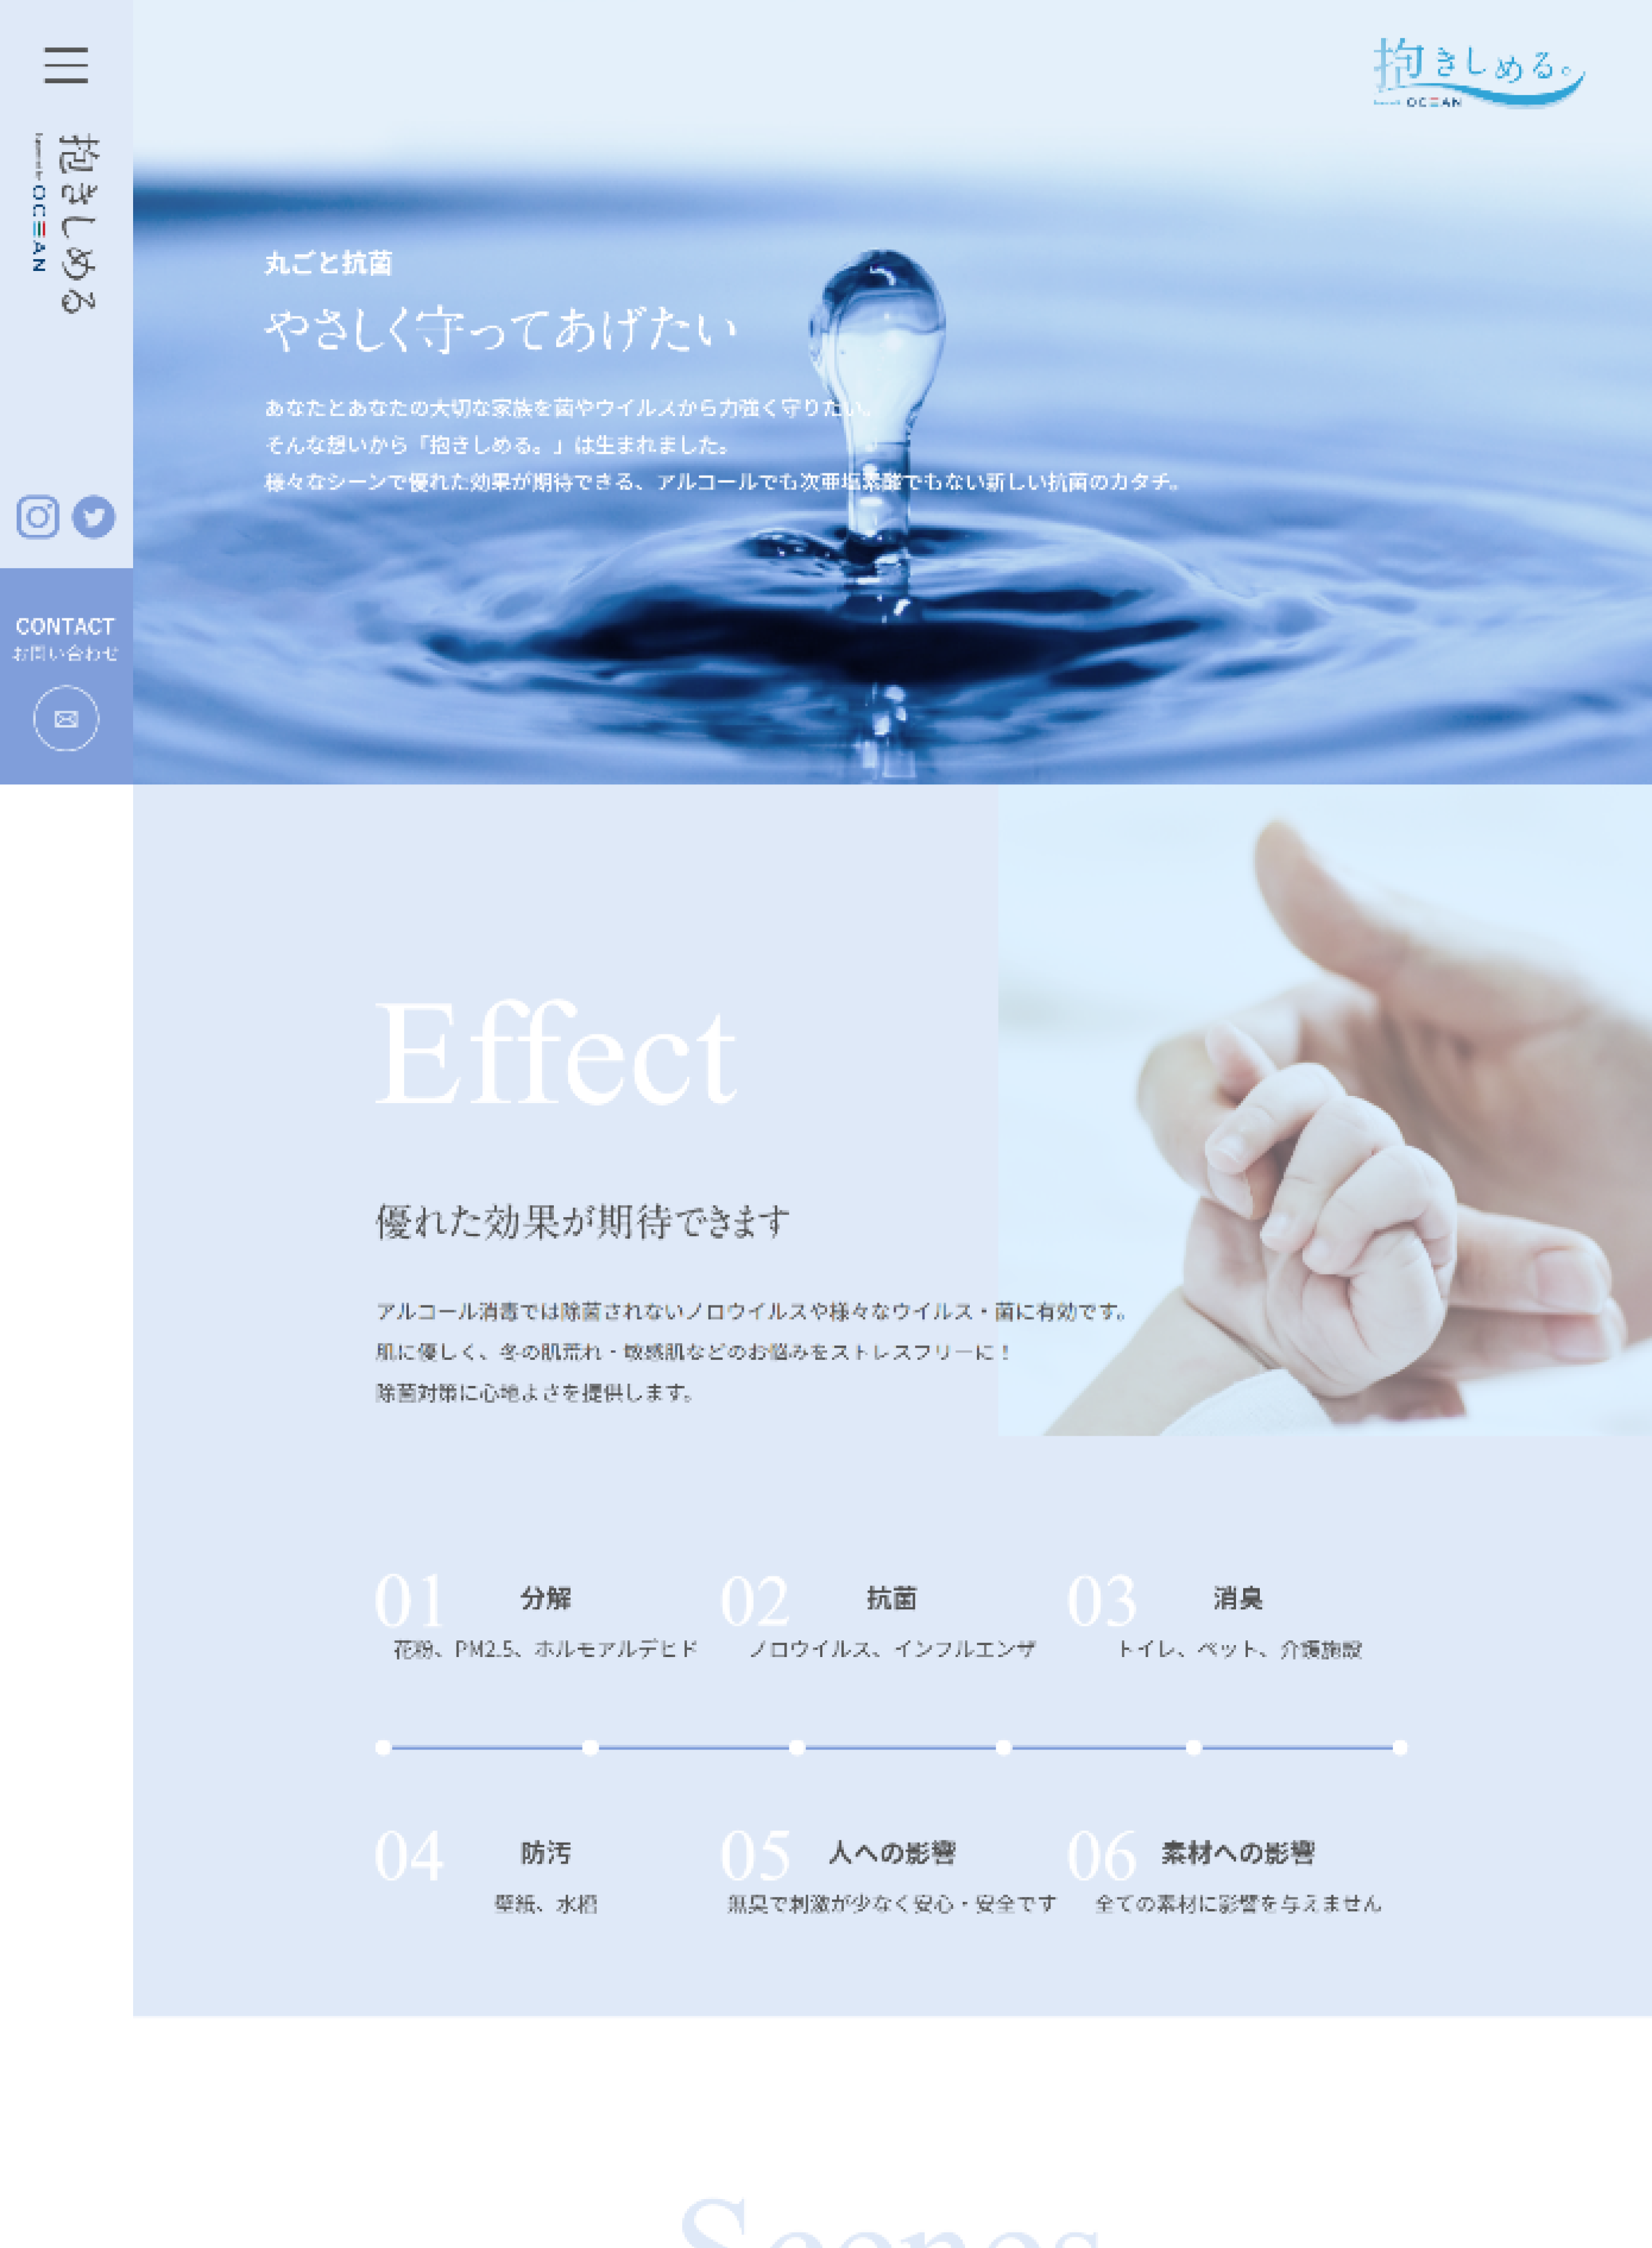 抱きしめる。
OCEAN
抱きしめる
OCEAN
丸ごと抗菌
やさしく守ってあげたい
あなたとあなたの大切な家族を菌やウイルスから力強く守りたい。
そんな想いから「抱きしめる。」は生まれました。
様々なシーンで優れた効果が期待できる、アルコールでも次亜塩素酸でもない新しい抗菌のカタチ。
CONTACT
お問い合わせ
Effect
優れた効果が期待できます
アルコール消毒では除菌されないノロウイルスや様々なウイルス・菌に有効です。
肌に優しく、冬の肌荒れ・敏感肌などのお悩みをストレスフリーに！
除菌対策に心地よさを提供します。
01 分解
花粉、PM2.5、ホルモアルデヒド
02 抗菌
ノロウイルス、インフルエンザ
03 消臭
トイレ、ペット、介護施設
04 防汚
壁紙、水槽
05 人への影響
無臭で刺激が少なく安心・安全です
06 素材への影響
全ての素材に影響を与えません
Scenes